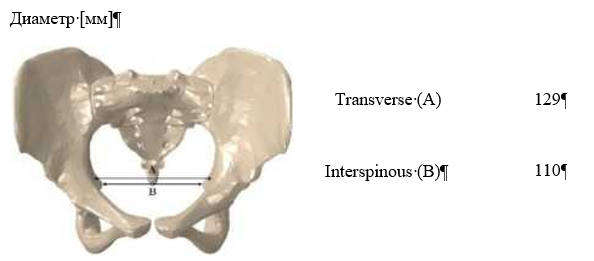 Диаметр·[мм]¶
Transverse·(A) 129¶
A
Interspinous·(B)¶ 110¶
B